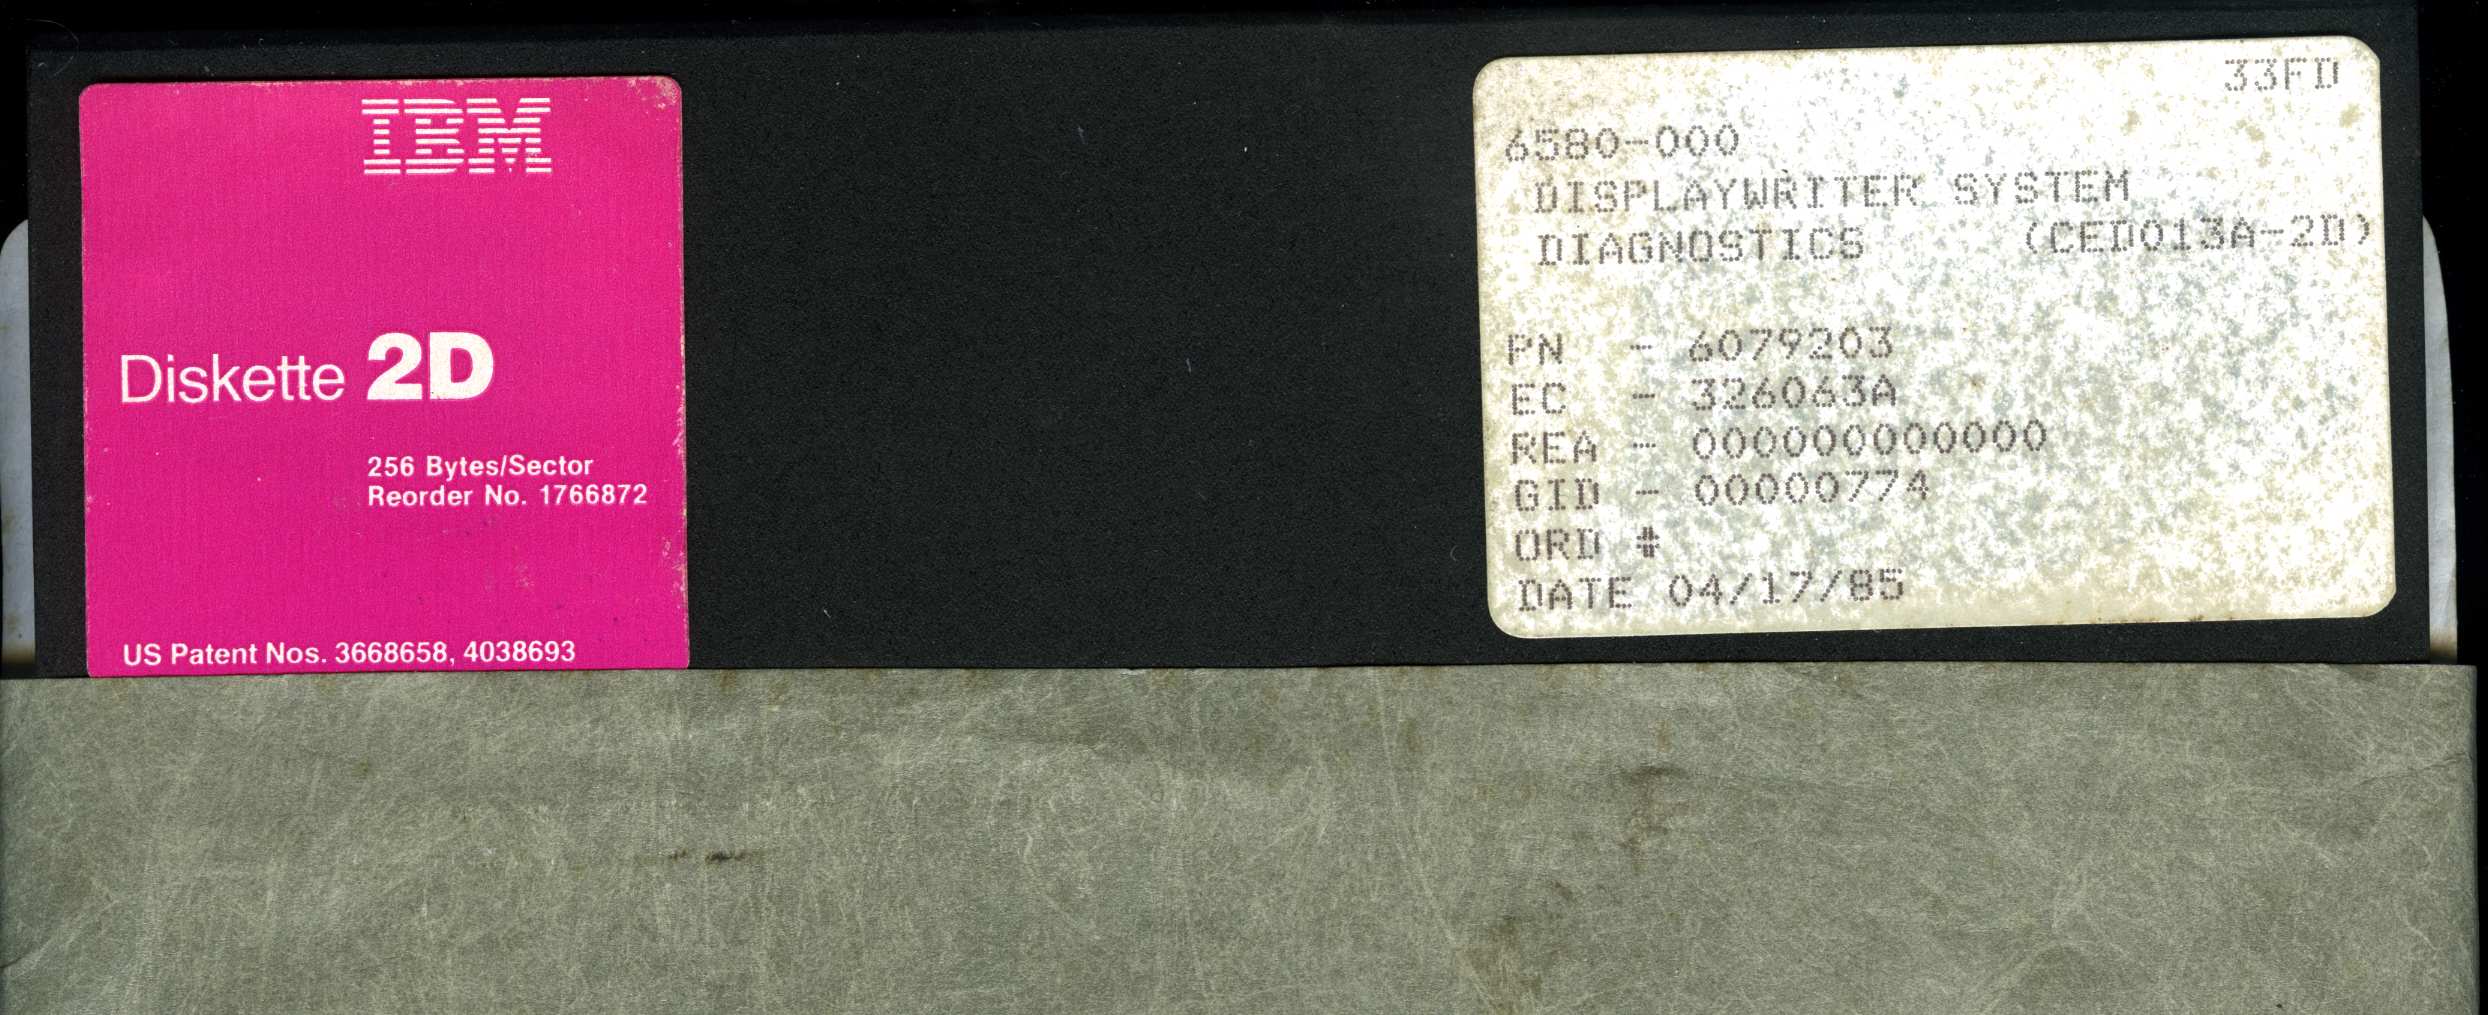 IBM
Diskette 2D
256 Bytes/Sector
Reorder No. 1766872
US Patent Nos. 3668658, 4038693
33FD
6580-000
DISPLAYWRITER SYSTEM
DIAGNOSTICS (CED013A-2D)
PN - 6079203
EC - 326063A
REA - 000000000000
GID - 00000774
ORD #
DATE 04/17/85